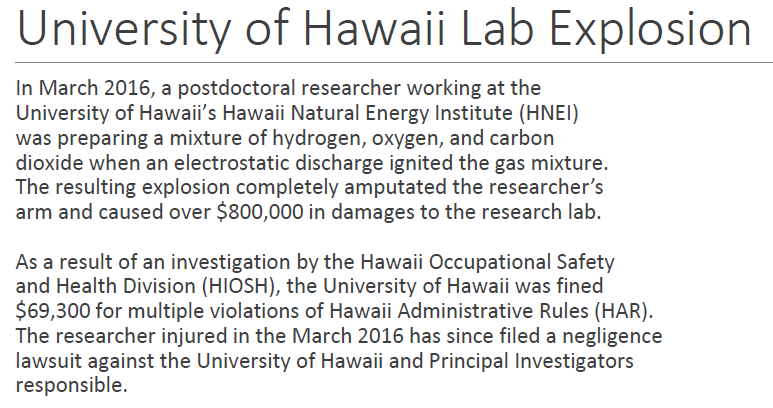 University of Hawaii Lab Explosion
In March 2016, a postdoctoral researcher working at the
University of Hawaii's Hawaii Natural Energy Institute (HNEI)
was preparing a mixture of hydrogen, oxygen, and carbon
dioxide when an electrostatic discharge ignited the gas mixture.
The resulting explosion completely amputated the researcher's
arm and caused over $800,000 in damages to the research lab.
As a result of an investigation by the Hawaii Occupational Safety
and Health Division (HIOSH), the University of Hawaii was fined
$69,300 for multiple violations of Hawaii Administrative Rules (HAR).
The researcher injured in the March 2016 has since filed a negligence
lawsuit against the University of Hawaii and Principal Investigators
responsible.